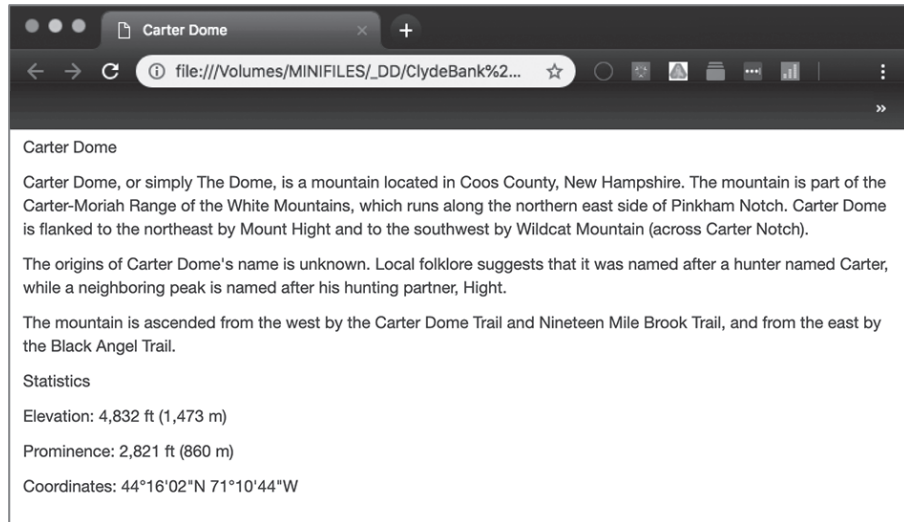 Carter Dome
file:///Volumes/MINIFILES/_DD/ClydeBank%2...
Carter Dome
Carter Dome, or simply The Dome, is a mountain located in Coos County, New Hampshire. The mountain is part of the
Carter-Moriah Range of the White Mountains, which runs along the northern east side of Pinkham Notch. Carter Dome
is flanked to the northeast by Mount Hight and to the southwest by Wildcat Mountain (across Carter Notch).
The origins of Carter Dome's name is unknown. Local folklore suggests that it was named after a hunter named Carter,
while a neighboring peak is named after his hunting partner, Hight.
The mountain is ascended from the west by the Carter Dome Trail and Nineteen Mile Brook Trail, and from the east by
the Black Angel Trail.
Statistics
Elevation: 4,832 ft (1,473 m)
Prominence: 2,821 ft (860 m)
Coordinates: 44°16'02"N 71°10'44"W